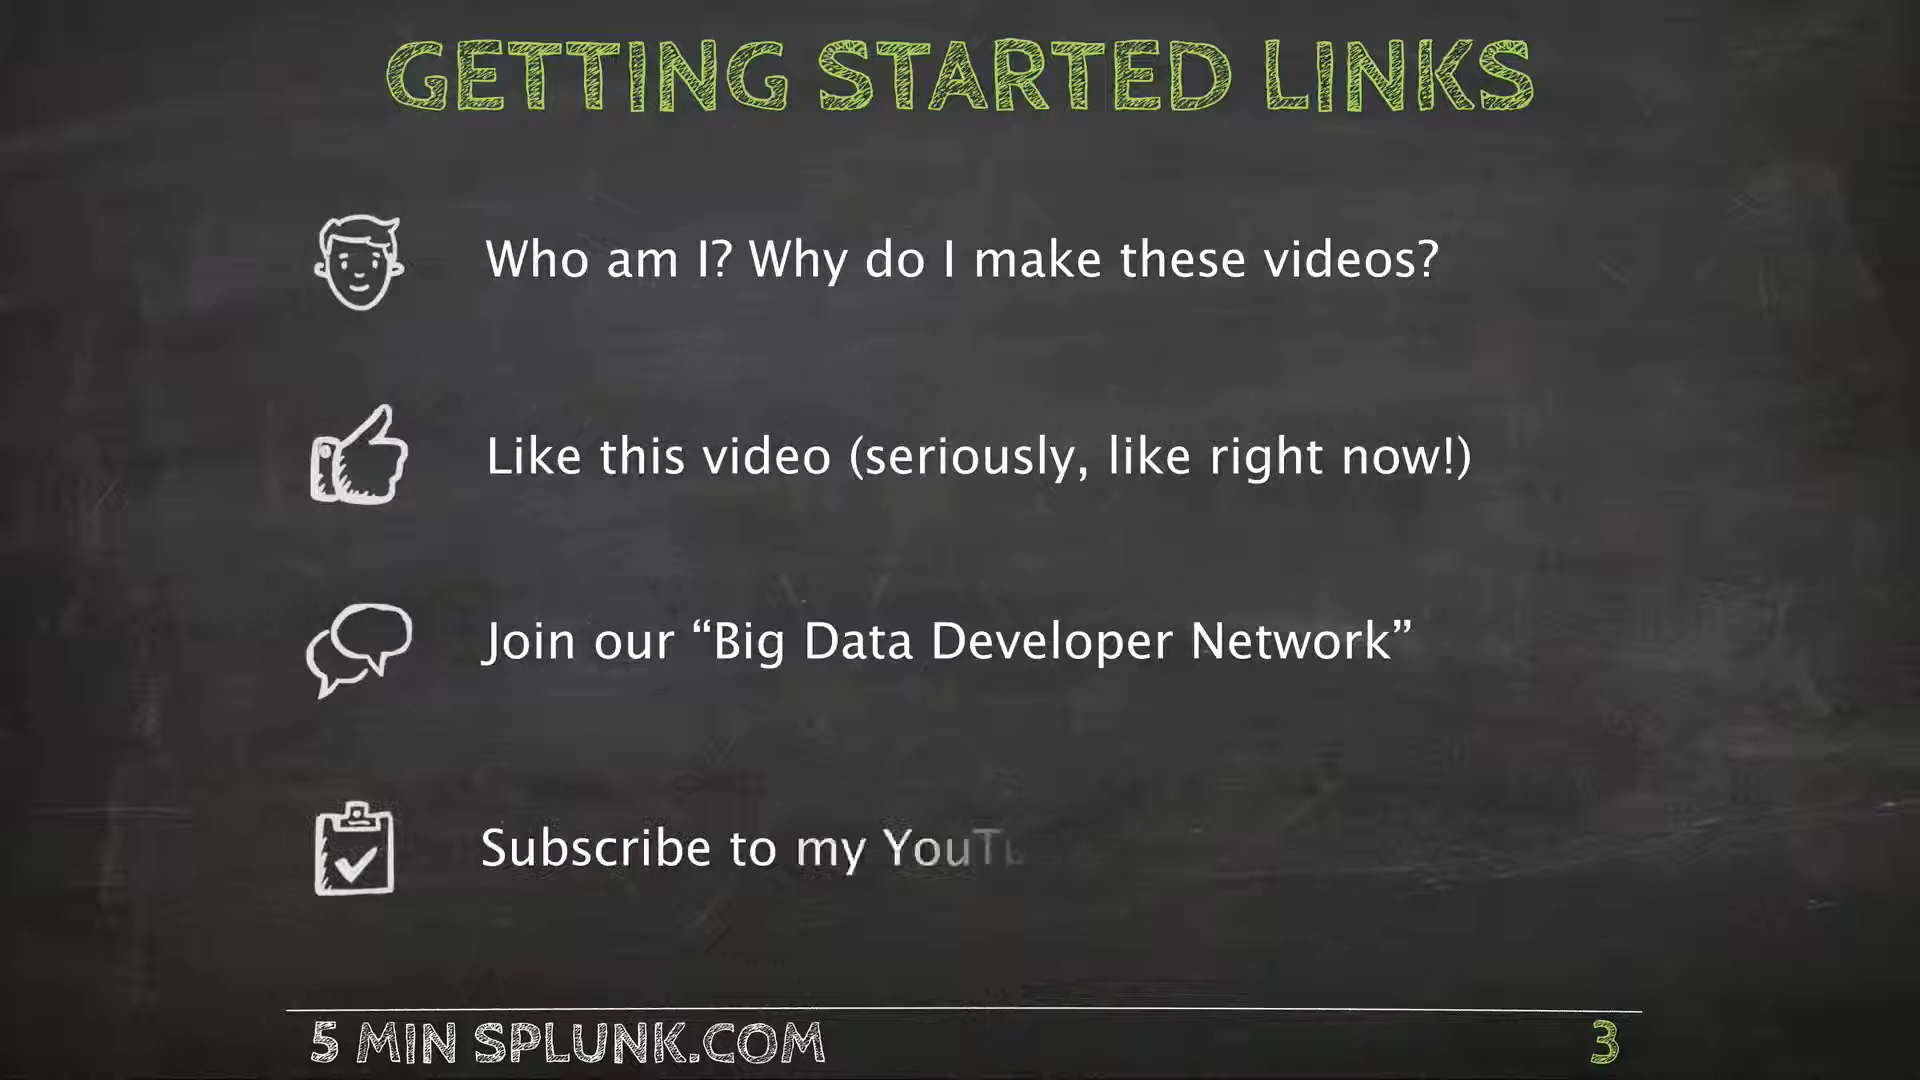 GETTING STARTED LINKS
Who am I? Why do I make these videos?
Like this video (seriously, like right now!)
Join our “Big Data Developer Network”
Subscribe to my You
5 MIN SPLUNK.COM
3